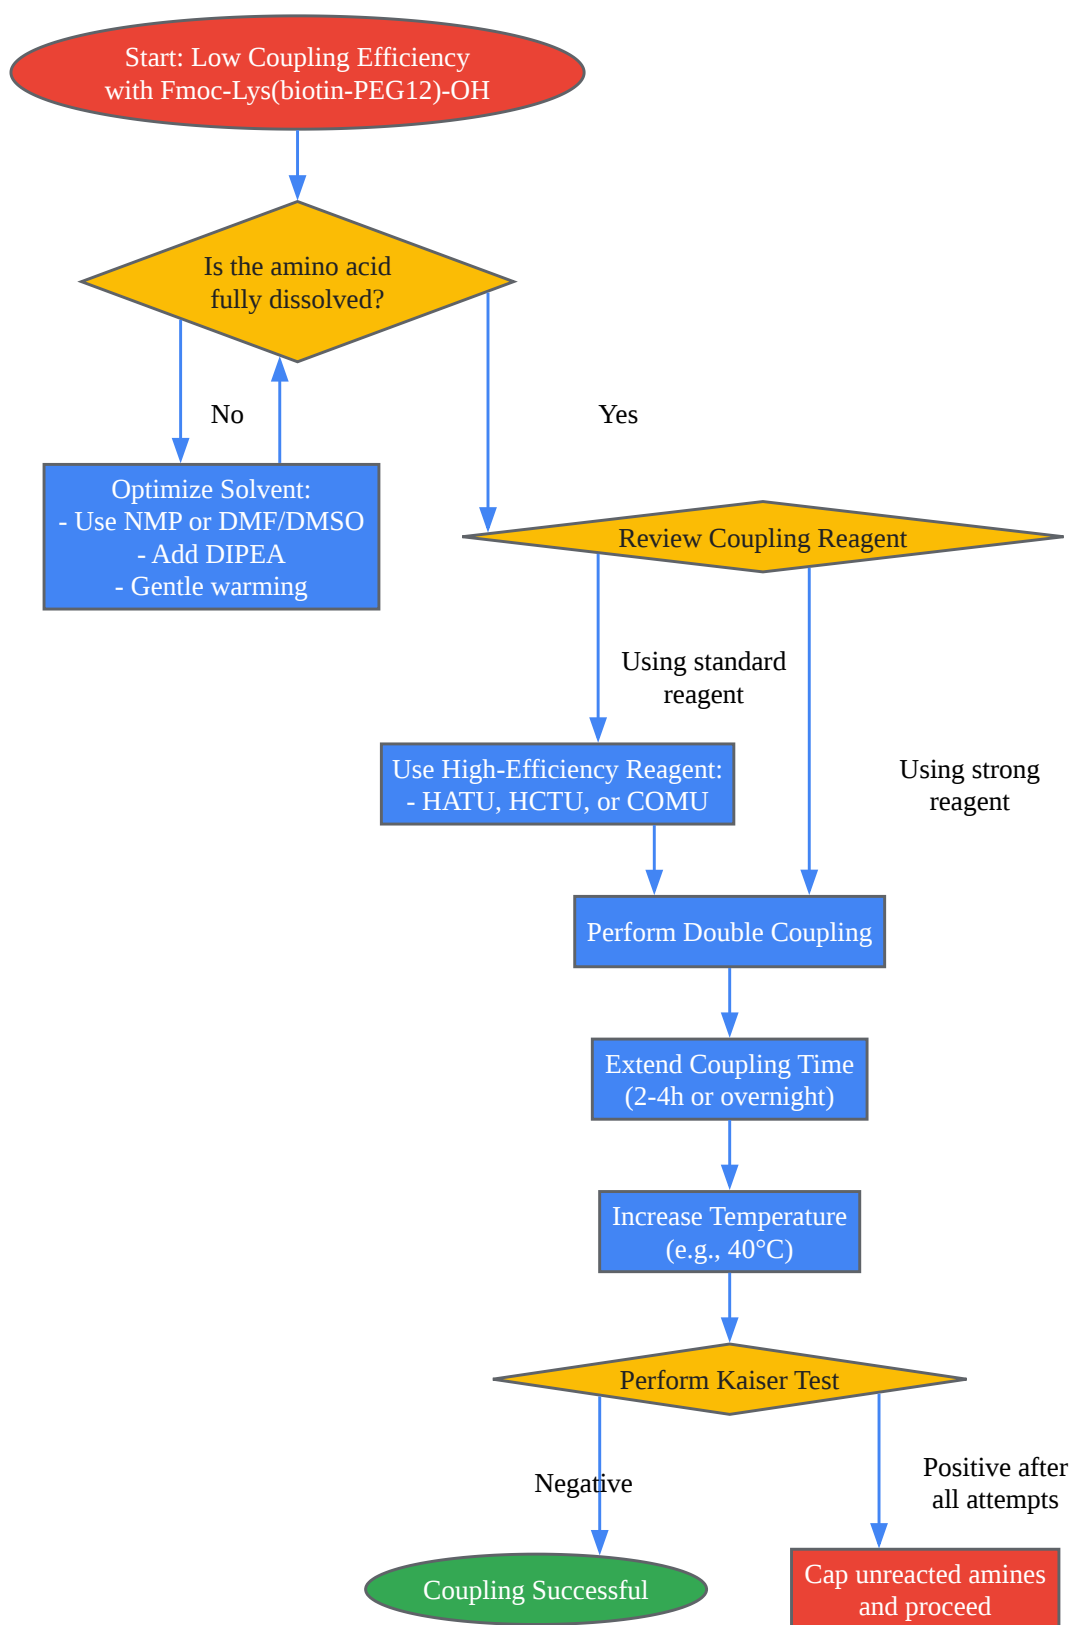 Start: Low Coupling Efficiency
with Fmoc-Lys(biotin-PEG12)-OH
Is the amino acid
fully dissolved?
No
Yes
Optimize Solvent:
- Use NMP or DMF/DMSO
- Add DIPEA
- Gentle warming
Review Coupling Reagent
Using standard
reagent
Use High-Efficiency Reagent:
- HATU, HCTU, or COMU
Using strong
reagent
Perform Double Coupling
Extend Coupling Time
(2-4h or overnight)
Increase Temperature
(e.g., 40°C)
Perform Kaiser Test
Negative
Positive after
all attempts
Coupling Successful
Cap unreacted amines
and proceed